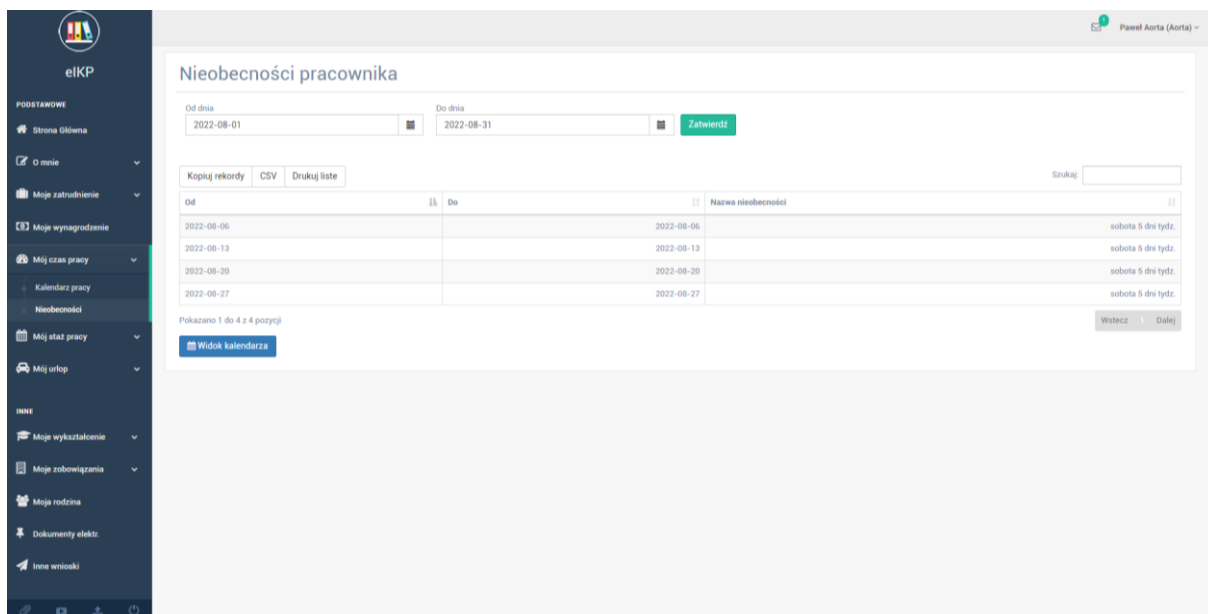 eIKP
PODSTAWOWE
Strona Główna
O mnie
Moje zatrudnienie
Moje wynagrodzenie
Mój czas pracy
Kalendarz pracy
Nieobecności
Mój staż pracy
Mój urlop
INNE
Moje wykształcenie
Moje zobowiązania
Moja rodzina
Dokumenty elektr.
Inne wnioski
Paweł Aorta (Aorta)
Nieobecności pracownika
Od dnia Do dnia
2022-08-01 2022-08-31 Zatwierdź
Kopiuj rekordy CSV Drukuj liste Szukaj:
Od Do Nazwa nieobecności
2022-08-06 2022-08-06 sobota 5 dni tydz.
2022-08-13 2022-08-13 sobota 5 dni tydz.
2022-08-20 2022-08-20 sobota 5 dni tydz.
2022-08-27 2022-08-27 sobota 5 dni tydz.
Pokazano 1 do 4 z 4 pozycji Wstecz 1 Dalej
Widok kalendarza